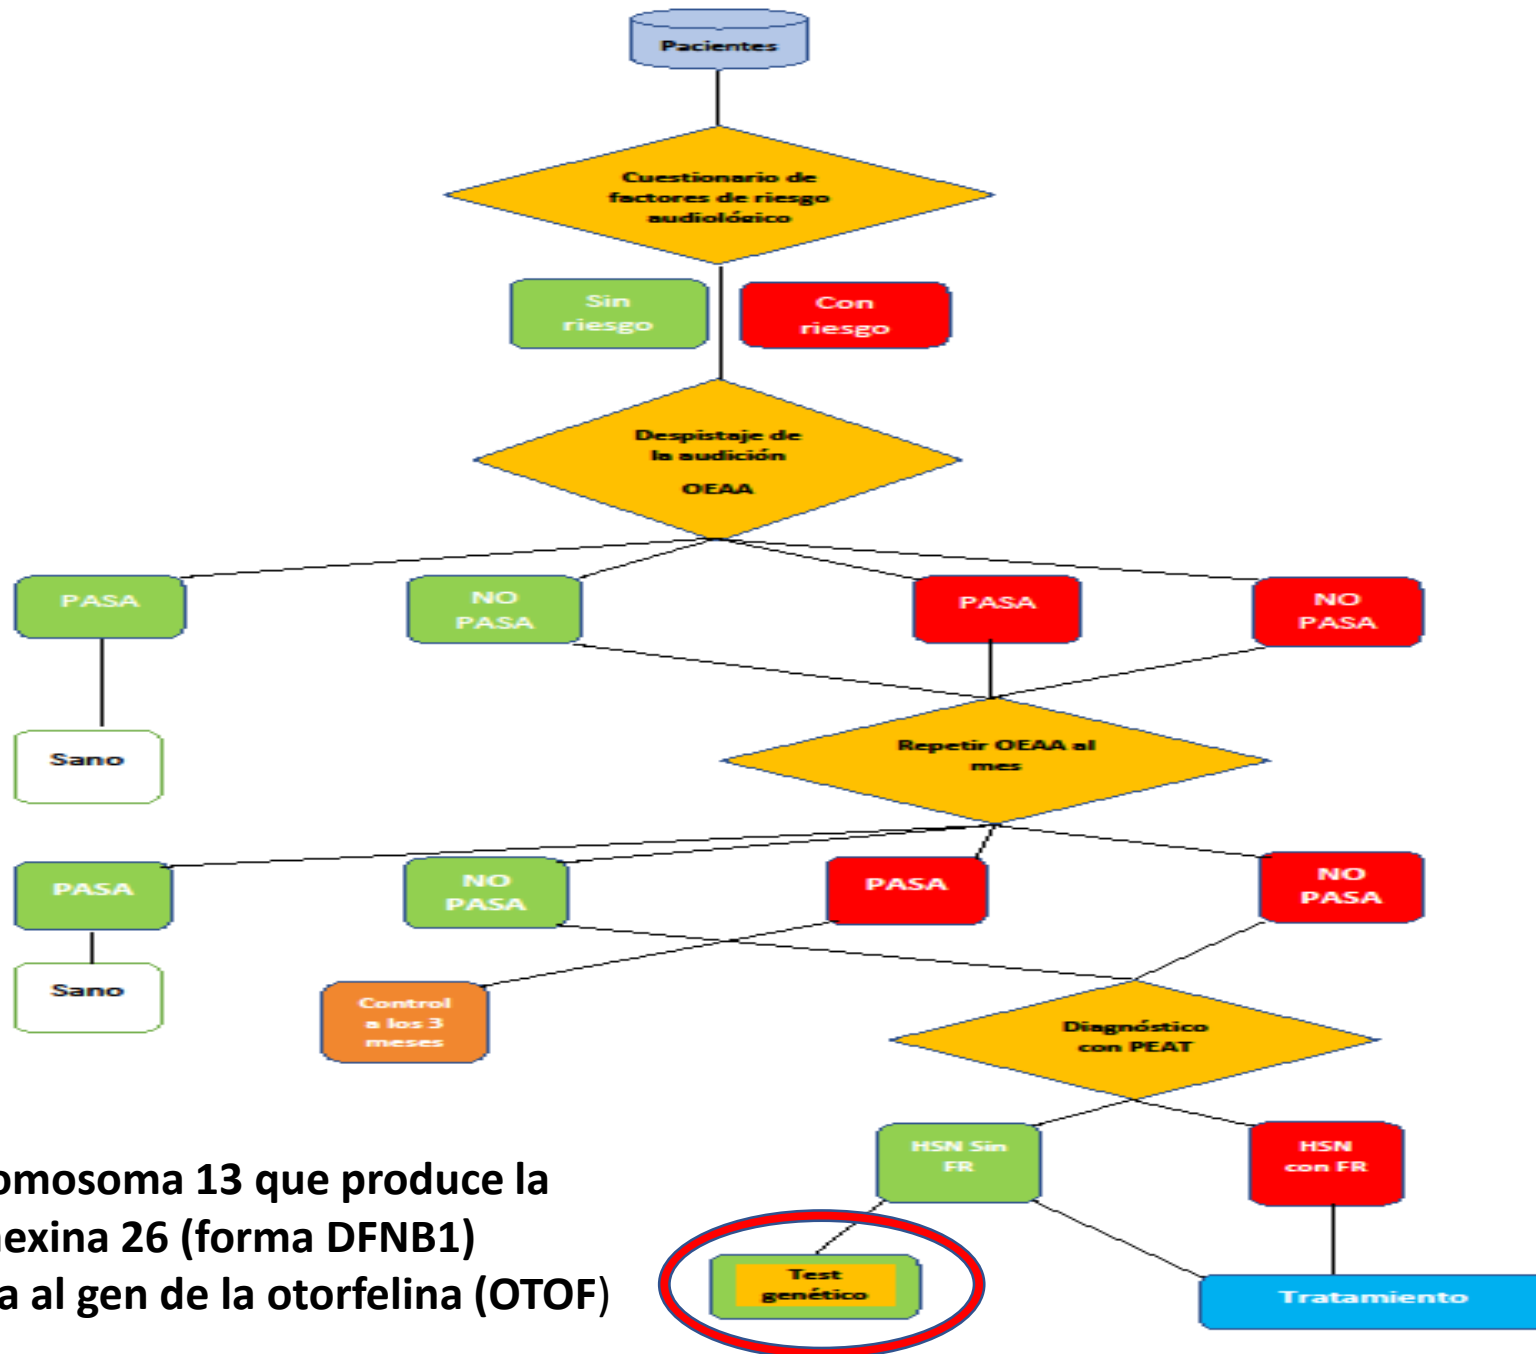 Pacientes
Cuestionario de
factores de riesgo
audiológico
Sin
riesgo
Con
riesgo
Despistaje de
la audición
OEAA
PASA
NO
PASA
PASA
NO
PASA
Sano
Repetir OEAA al
mes
PASA
NO
PASA
PASA
NO
PASA
Sano
Control
a los 3
meses
Diagnóstico
con PEAT
HSN Sin
FR
HSN
con FR
omosoma 13 que produce la
nexina 26 (forma DFNB1)
a al gen de la otorfelina (OTOF)
Test
genético
Tratamiento